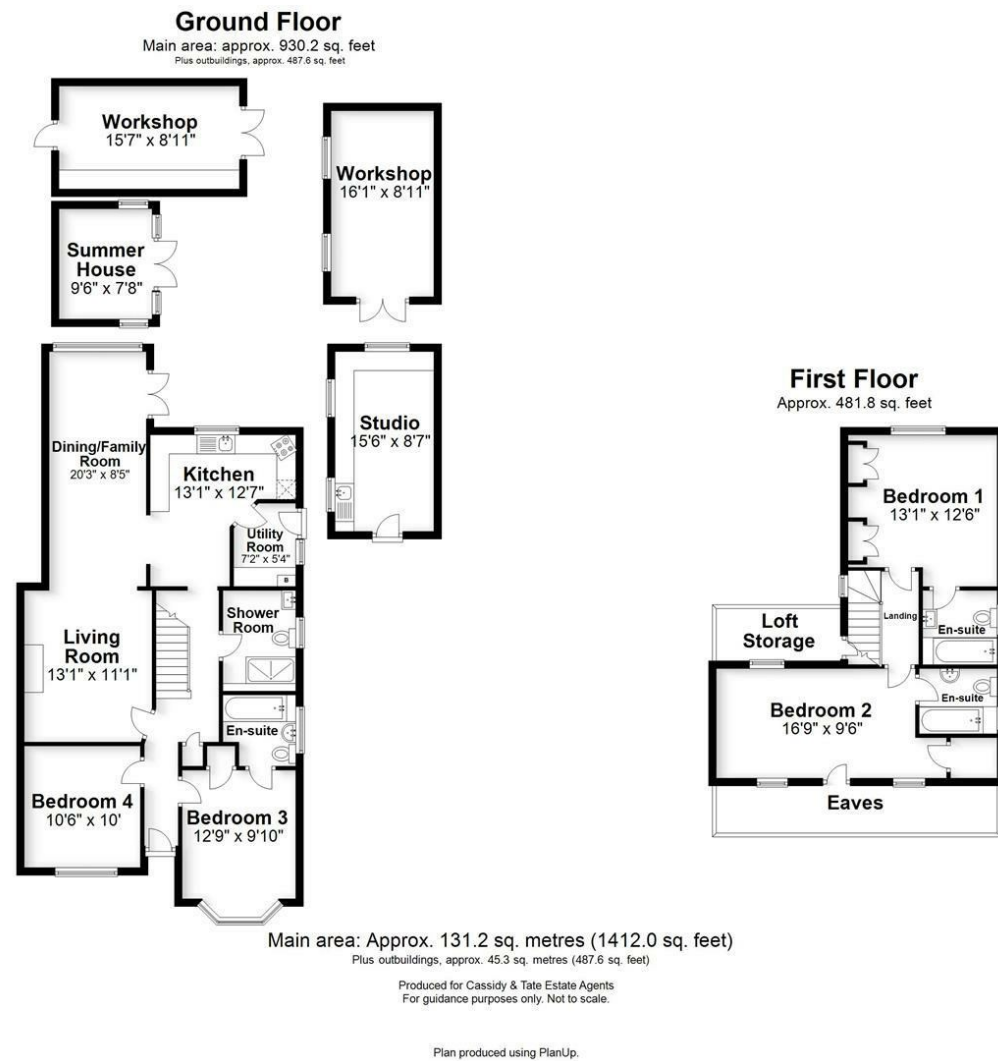 Ground Floor
Main area: approx. 930.2 sq. feet
Plus outbuildings, approx. 487.6 sq. feet
Workshop
15'7" x 8'11"
Workshop
16'1" x 8'11"
Summer
House
9'6" x 7'8"
Dining/Family
Room
20'3" x 8'5"
Kitchen
13'1" x 12'7"
Studio
15'6" x 8'7"
Utility
Room
7'2" x 5'4"
Shower
Room
Living
Room
13'1" x 11'1"
En-suite
Bedroom 4
10'6" x 10'
Bedroom 3
12'9" x 9'10"
First Floor
Approx. 481.8 sq. feet
Bedroom 1
13'1" x 12'6"
Landing
En-suite
Loft
Storage
En-suite
Bedroom 2
16'9" x 9'6"
Eaves
Main area: Approx. 131.2 sq. metres (1412.0 sq. feet)
Plus outbuildings, approx. 45.3 sq. metres (487.6 sq. feet)
Produced for Cassidy & Tate Estate Agents
For guidance purposes only. Not to scale.
Plan produced using PlanUp.